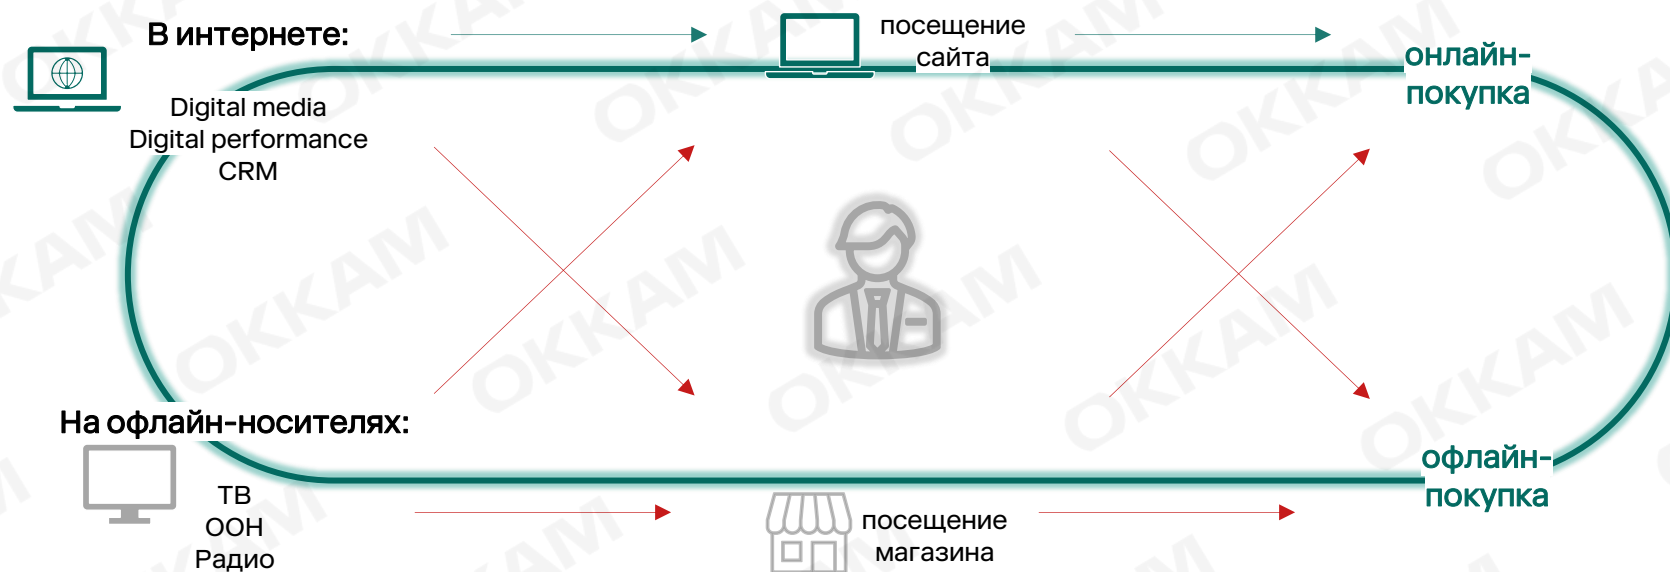 В интернете:
Digital media
Digital performance
CRM
посещение
сайта
онлайн-
покупка
На офлайн-носителях:
ТВ
ООН
Радио
посещение
магазина
офлайн-
покупка
OKKAM